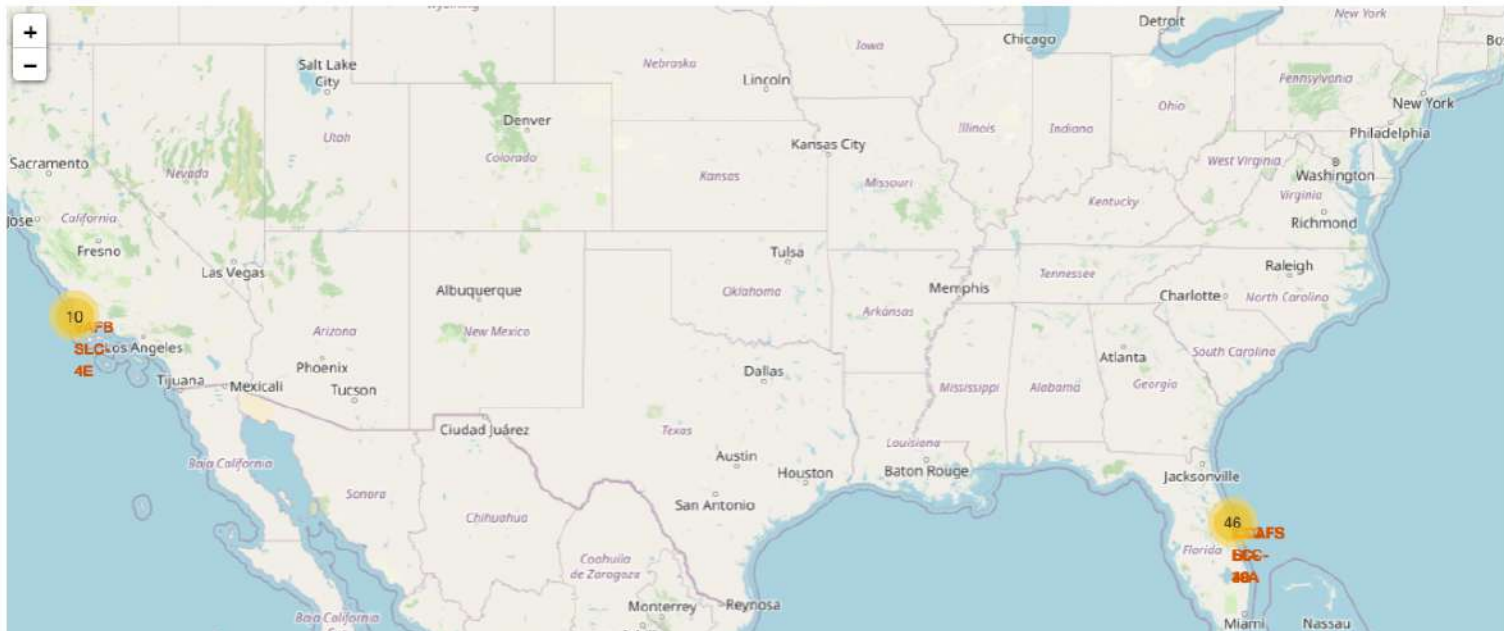 Wyoming
New York
Detroit
+
Chicago
Iowa
Salt Lake
City
Nebraska
−
Lincoln
Pennsylvania
New York
Ohio
Denver
Illinois
Indiana
Utah
Philadelphia
Kansas City
Colorado
Sacramento
West Virginia
Nevada
Kansas
Missouri
Washington
Virginia
Kentucky
Jose
California
Richmond
Fresno
Tulsa
Las Vegas
Raleigh
Tennessee
Albuquerque
Oklahoma
Memphis
Charlotte
North Carolina
10
Arkansas
Arizona
New Mexico
VAFB
SLC-
4E
Los Angeles
South Carolina
Atlanta
Phoenix
Dallas
Tijuana
Mexicali
Tucson
Mississippi
Alabama
Georgia
Ciudad Juárez
Texas
Louisiana
Austin
Baja California
Houston
Baton Rouge
Jacksonville
Sonora
San Antonio
Chihuahua
46
Florida
Coahuila
de Zaragoza
Monterrey
Reynosa
Baja California
Miami
Nassau